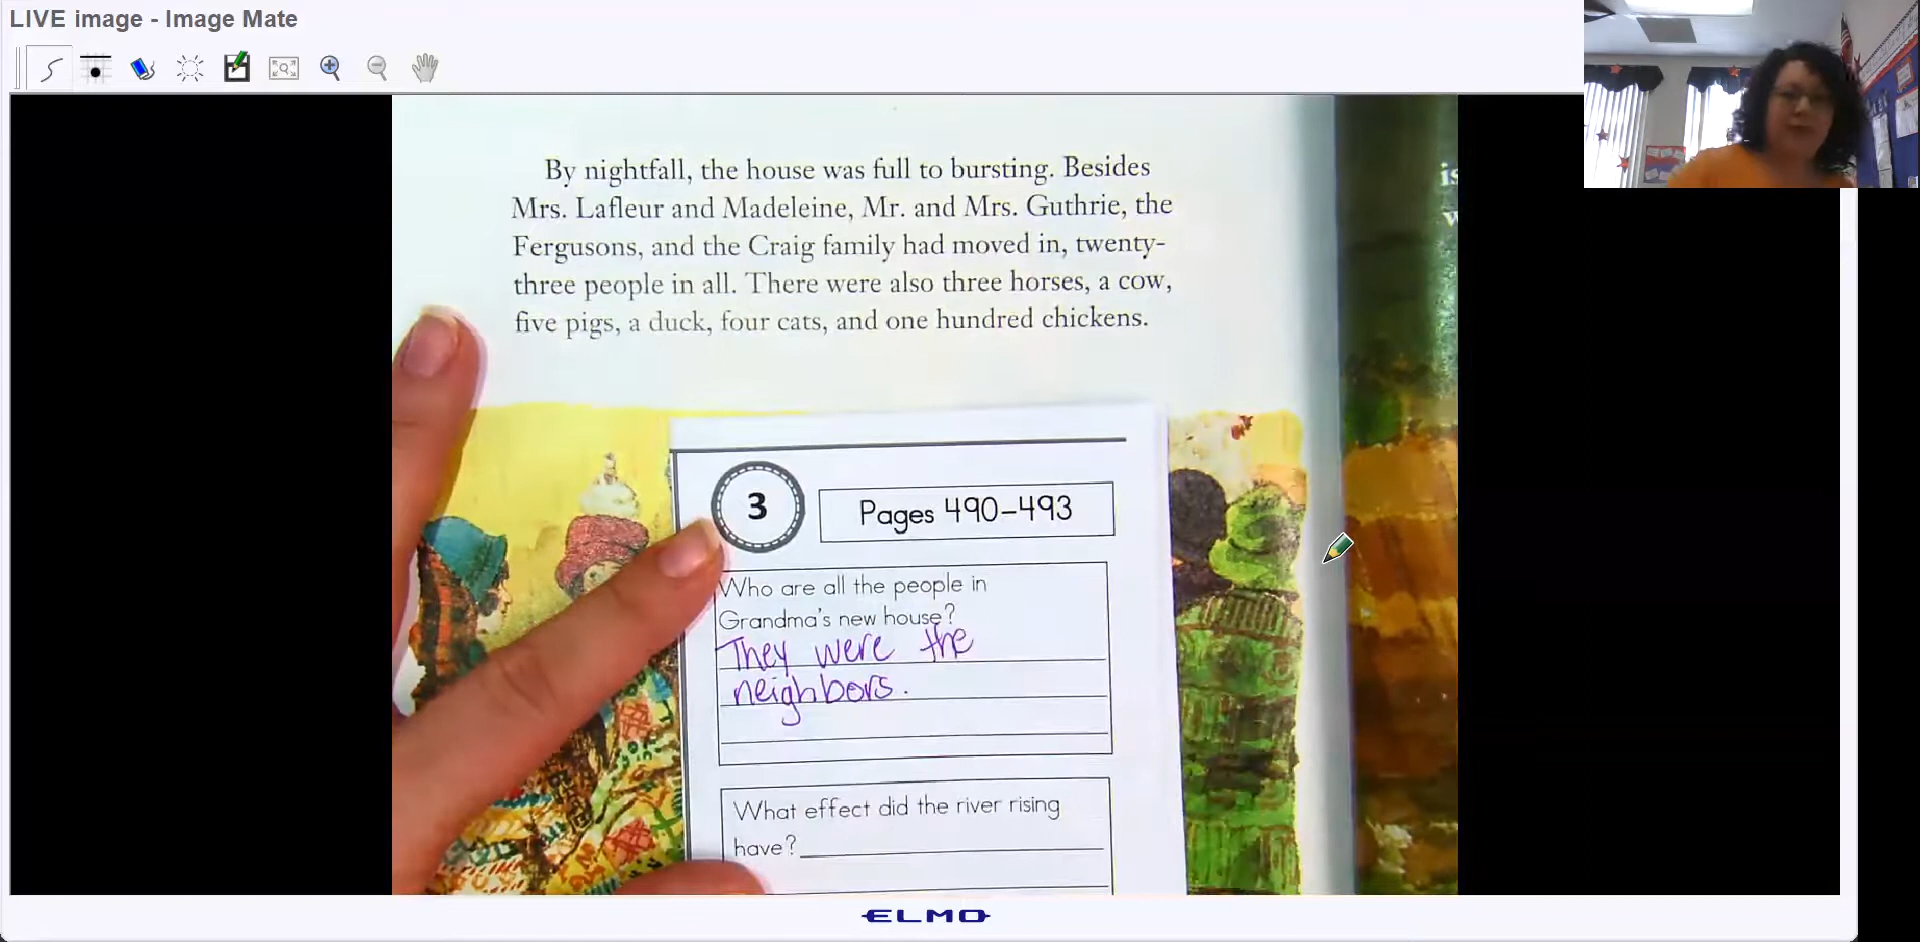 LIVE image - Image Mate
By nightfall, the house was full to bursting. Besides
Mrs. Lafleur and Madeleine, Mr. and Mrs. Guthrie, the
Fergusons, and the Craig family had moved in, twenty-
three people in all. There were also three horses, a cow,
five pigs, a duck, four cats, and one hundred chickens.
3
Pages 490-493
Who are all the people in
Grandma's new house?
They were the
neighbors.
What effect did the river rising
have?
ELMO